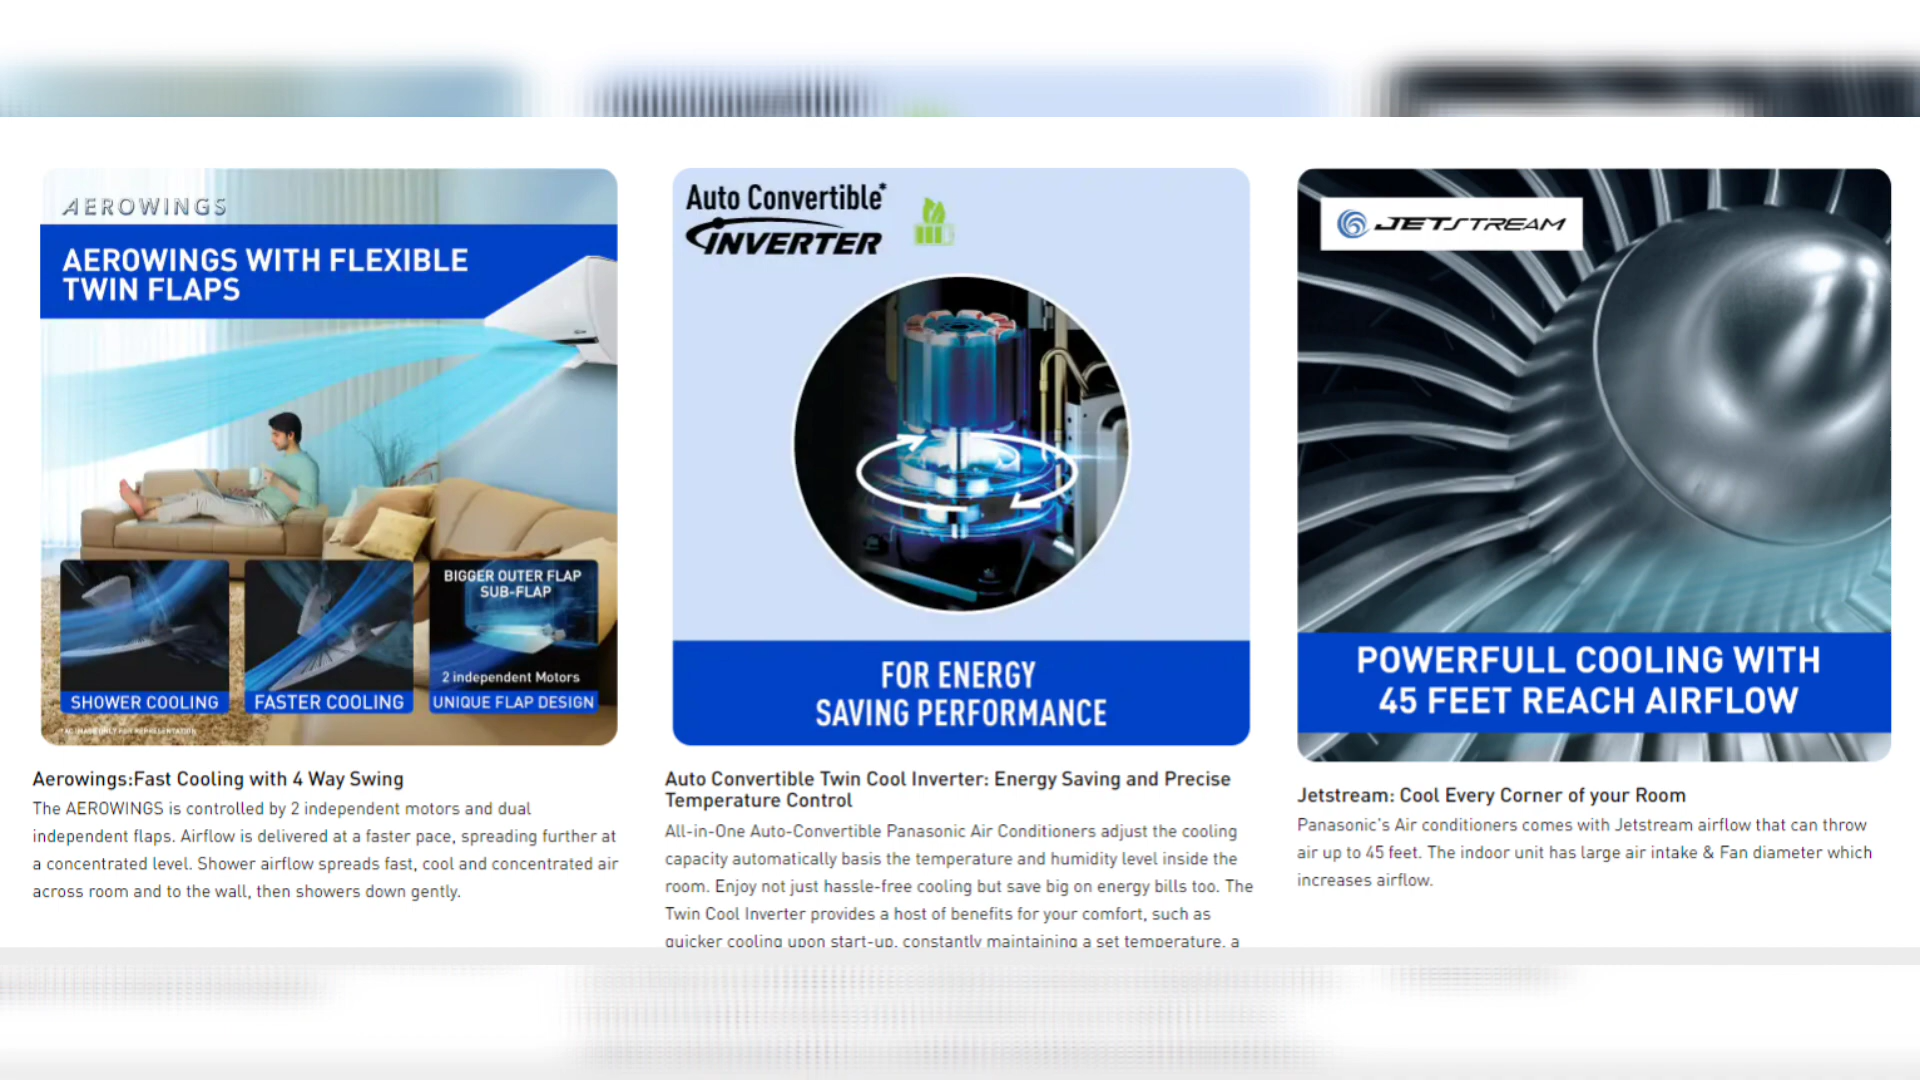 AEROWINGS
AEROWINGS WITH FLEXIBLE
TWIN FLAPS
BIGGER OUTER FLAP
SUB-FLAP
2 independent Motors
SHOWER COOLING
FASTER COOLING
UNIQUE FLAP DESIGN
*AC IMAGE ONLY FOR REPRESENTATION
Aerowings:Fast Cooling with 4 Way Swing
The AEROWINGS is controlled by 2 independent motors and dual
independent flaps. Airflow is delivered at a faster pace, spreading further at
a concentrated level. Shower airflow spreads fast, cool and concentrated air
across room and to the wall, then showers down gently.
Auto Convertible*
INVERTER
FOR ENERGY
SAVING PERFORMANCE
Auto Convertible Twin Cool Inverter: Energy Saving and Precise
Temperature Control
All-in-One Auto-Convertible Panasonic Air Conditioners adjust the cooling
capacity automatically basis the temperature and humidity level inside the
room. Enjoy not just hassle-free cooling but save big on energy bills too. The
Twin Cool Inverter provides a host of benefits for your comfort, such as
quicker cooling upon start-up, constantly maintaining a set temperature, a
JETSTREAM
POWERFULL COOLING WITH
45 FEET REACH AIRFLOW
Jetstream: Cool Every Corner of your Room
Panasonic's Air conditioners comes with Jetstream airflow that can throw
air up to 45 feet. The indoor unit has large air intake & Fan diameter which
increases airflow.